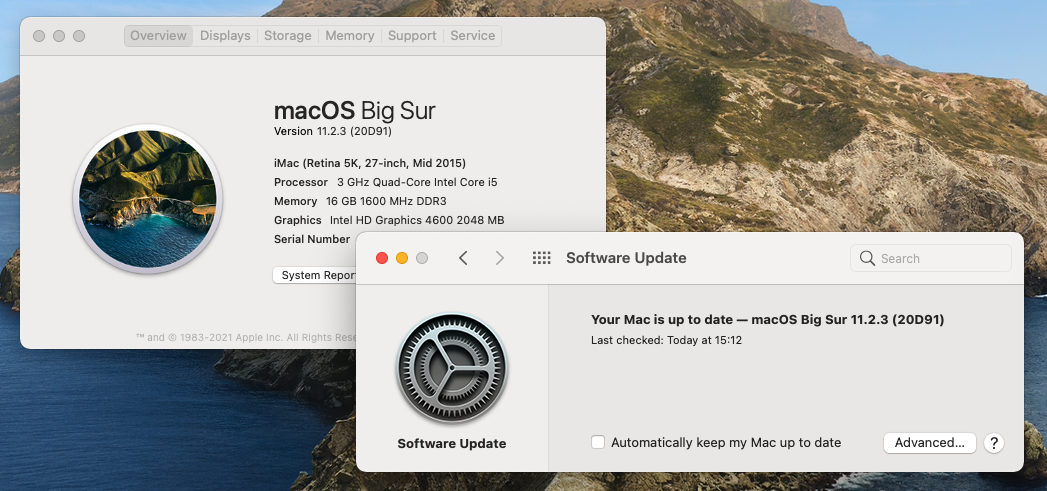 Overview Displays Storage Memory Support Service
macOS Big Sur
Version 11.2.3 (20D91)
iMac (Retina 5K, 27-inch, Mid 2015)
Processor 3 GHz Quad-Core Intel Core i5
Memory 16 GB 1600 MHz DDR3
Graphics Intel HD Graphics 4600 2048 MB
Serial Number
System Repor
™ and © 1983-2021 Apple Inc. All Rights Rese
Software Update
Search
Your Mac is up to date — macOS Big Sur 11.2.3 (20D91)
Last checked: Today at 15:12
Software Update
Automatically keep my Mac up to date
Advanced...
?